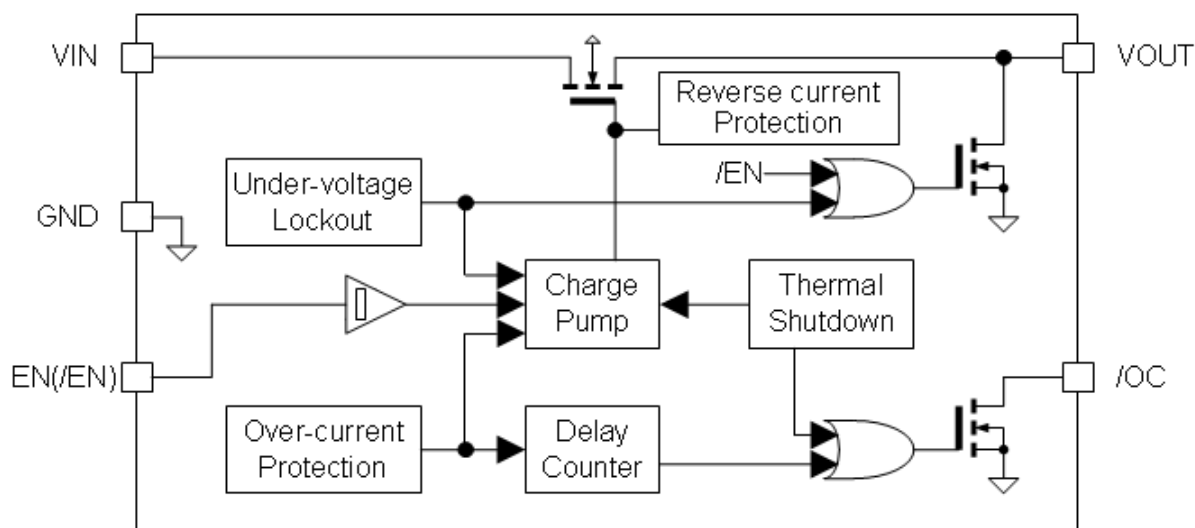 VIN
VOUT
Reverse current
Protection
/EN
Under-voltage
Lockout
GND
Charge
Pump
Thermal
Shutdown
EN(/EN)
/OC
Over-current
Protection
Delay
Counter